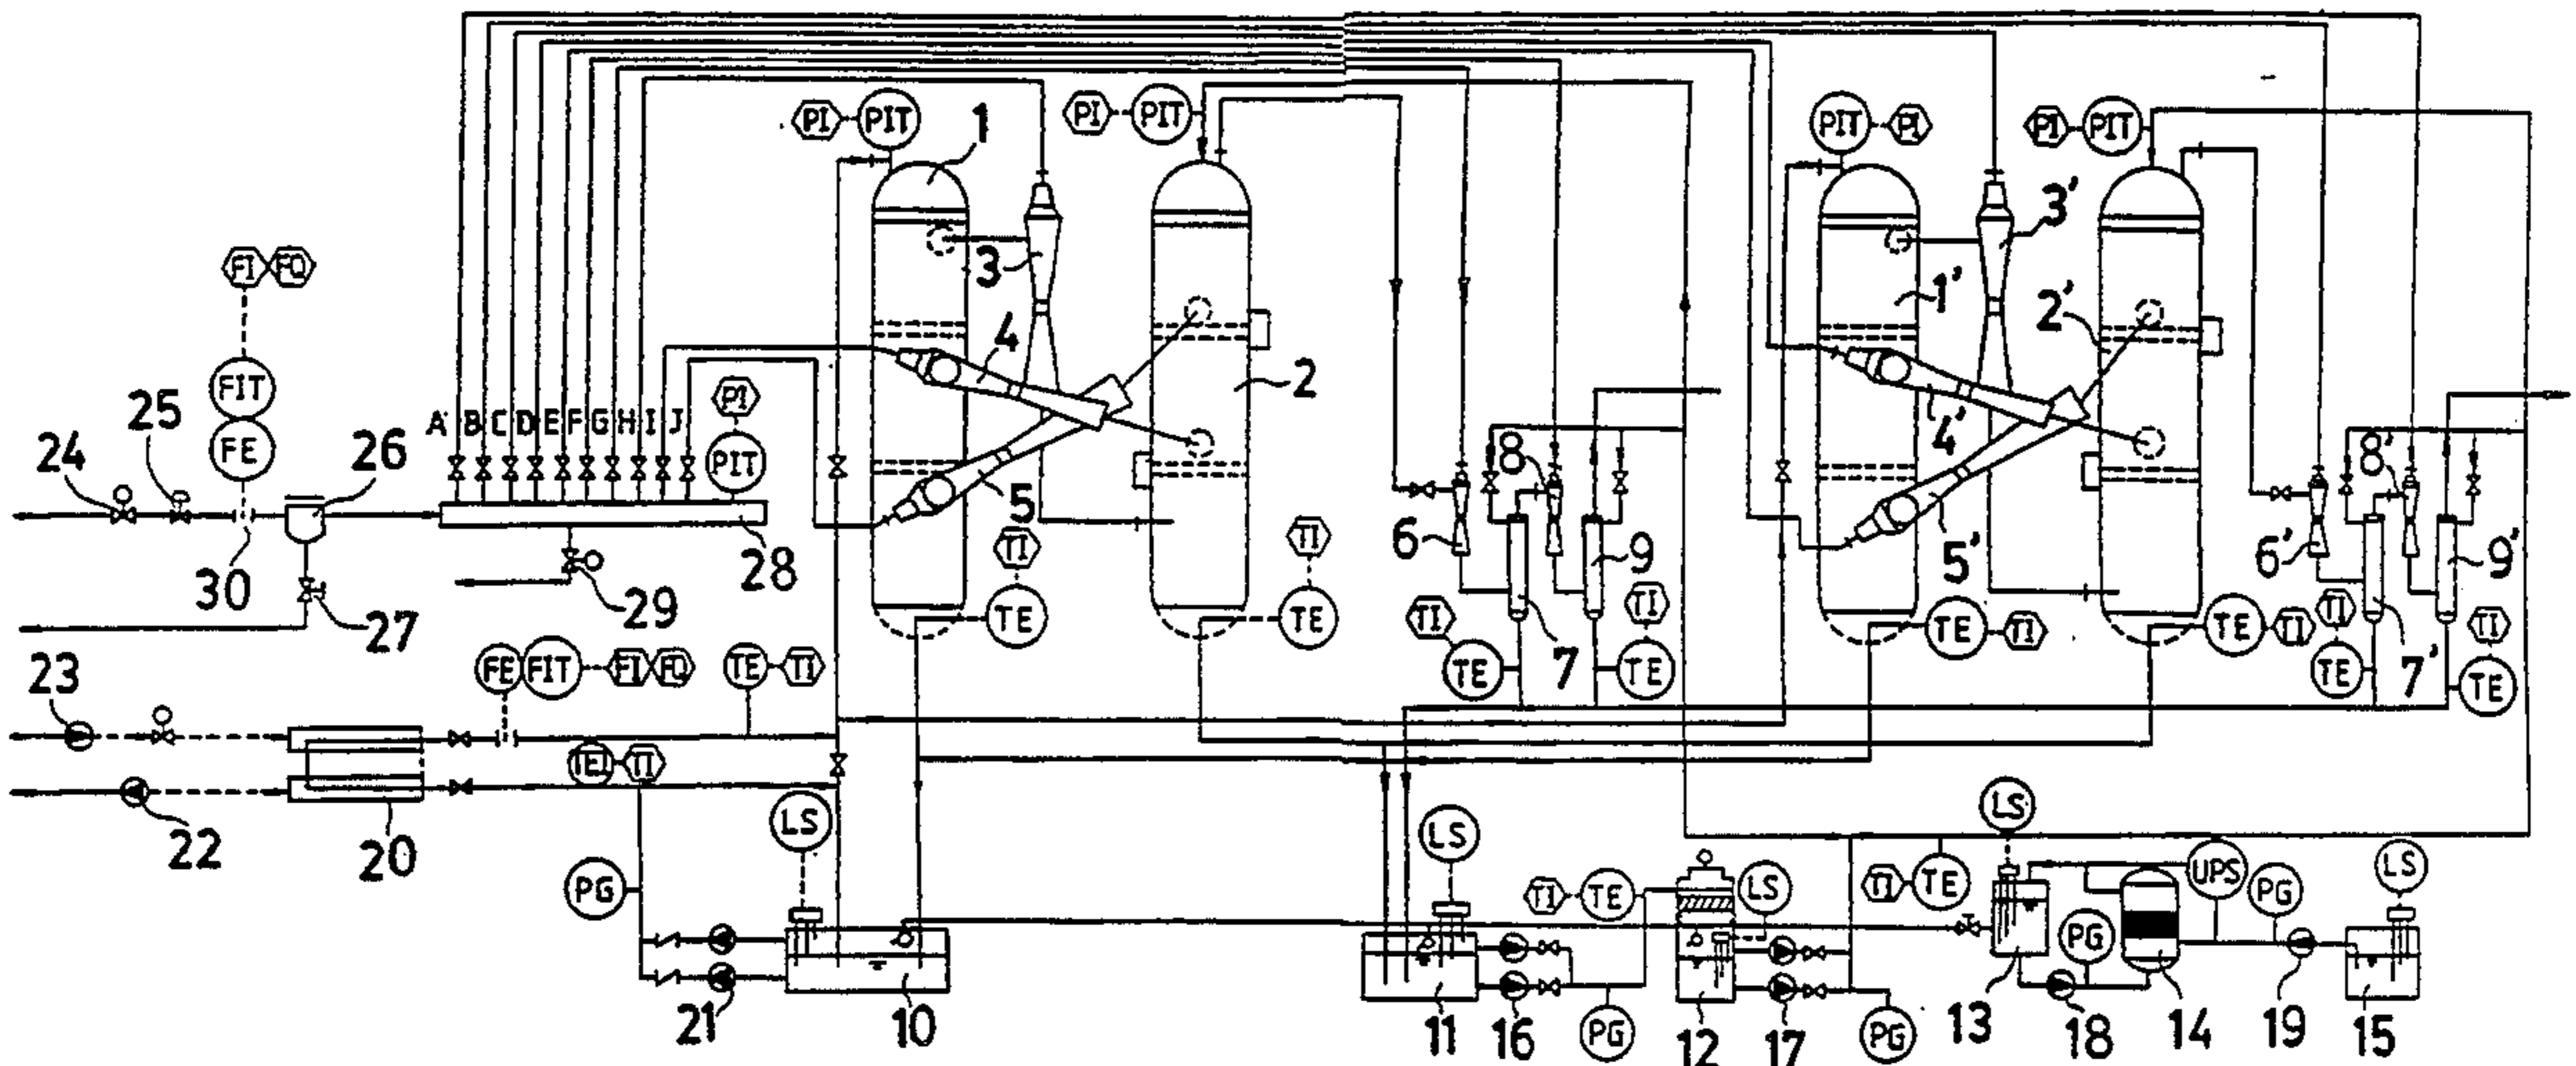 PI PIT 1 PI PIT PIT PI PI PIT
3 3'
FI FQ 1' 2'
4 2
FIT PI 4'
24 25 FE 26 A B C D E F G H I J PIT 8 8'
5 TI TI 6 9 5' 6' 9'
30 28
27 29 TE TE TI TI TE TI TE TI TI TI
23 FE FIT FI FQ TE TI TE 7 TE TE 7' TE
TEI TI
22 20 LS LS LS
PG TI TE LS TI TE UPS PG LS
PG
21 10 11 16 PG 12 17 PG 13 18 14 19 15